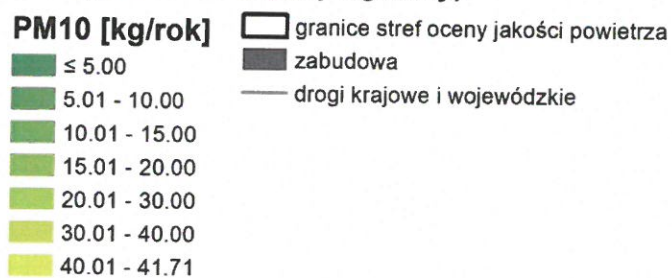 PM10 [kg/rok]
≤ 5.00
5.01 - 10.00
10.01 - 15.00
15.01 - 20.00
20.01 - 30.00
30.01 - 40.00
40.01 - 41.71
granice stref oceny jakości powietrza
zabudowa
drogi krajowe i wojewódzkie